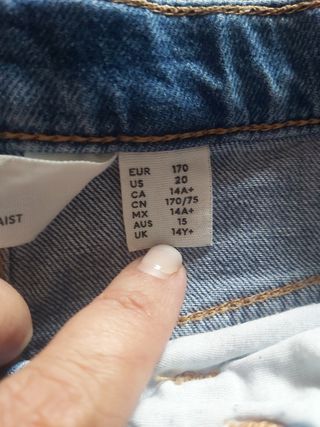 AIST
EUR 170
US 20
CA 14A+
CN 170/75
MX 14A+
AUS 15
UK 14Y+